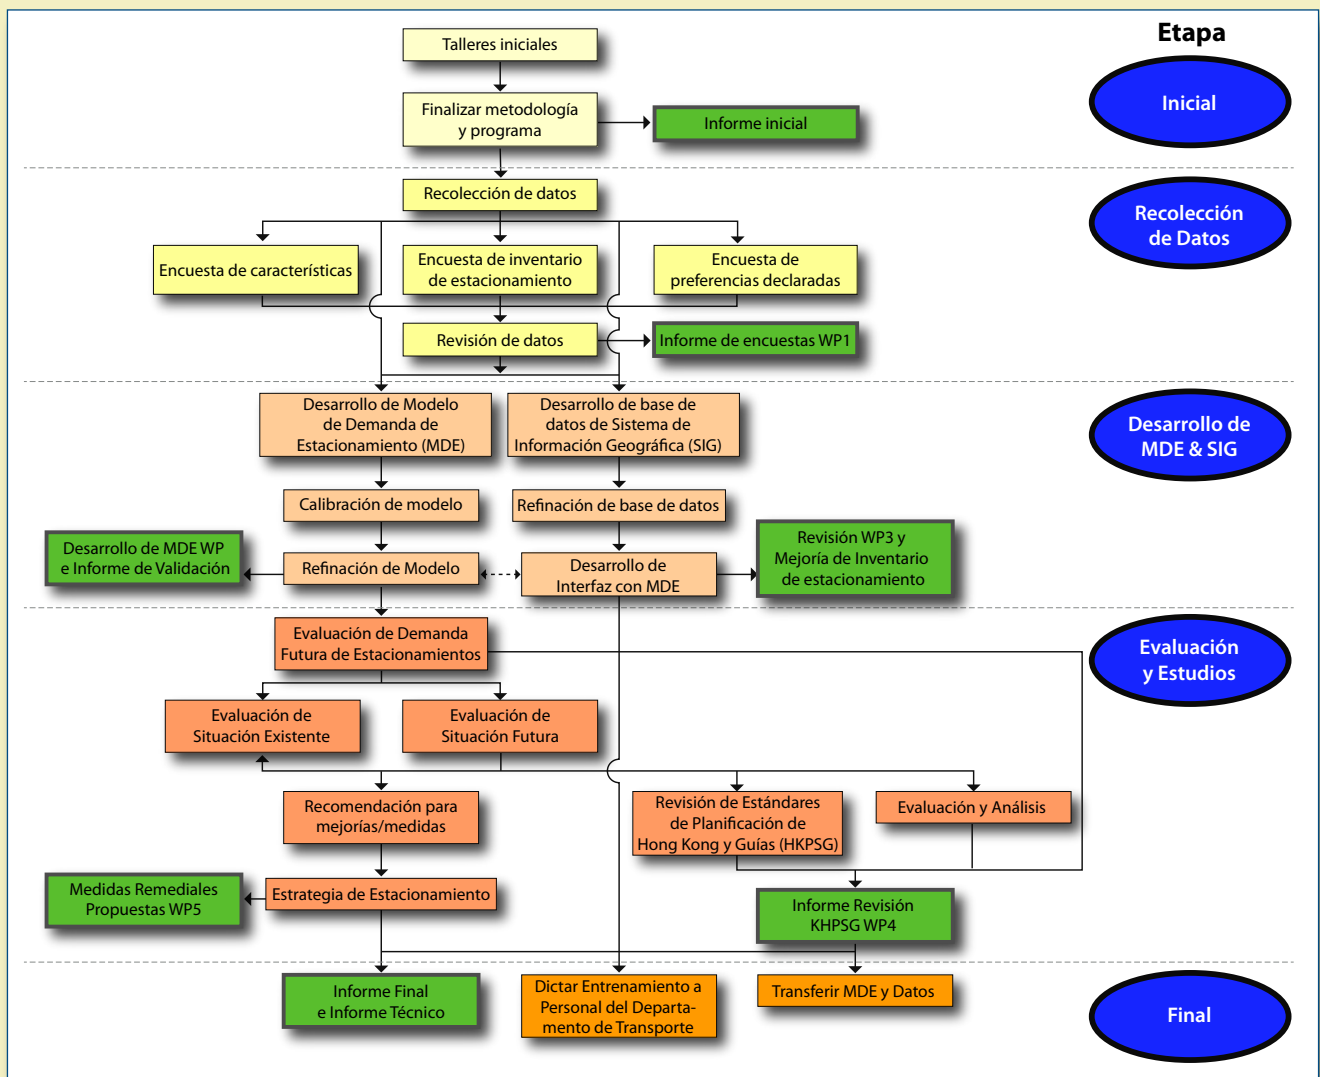 Etapa
Talleres iniciales
Finalizar metodología
y programa
Informe inicial
Inicial
Recolección de datos
Recolección
de Datos
Encuesta de características
Encuesta de inventario
de estacionamiento
Encuesta de
preferencias declaradas
Revisión de datos
Informe de encuestas WP1
Desarrollo de Modelo
de Demanda de
Estacionamiento (MDE)
Desarrollo de base de
datos de Sistema de
Información Geográfica (SIG)
Desarrollo de
MDE & SIG
Calibración de modelo
Refinación de base de datos
Desarrollo de MDE WP
e Informe de Validación
Refinación de Modelo
Desarrollo de
Interfaz con MDE
Revisión WP3 y
Mejoría de Inventario
de estacionamiento
Evaluación de Demanda
Futura de Estacionamientos
Evaluación
y Estudios
Evaluación de
Situación Existente
Evaluación de
Situación Futura
Recomendación para
mejorías/medidas
Revisión de Estándares
de Planificación de
Hong Kong y Guías (HKPSG)
Evaluación y Análisis
Medidas Remediales
Propuestas WP5
Estrategia de Estacionamiento
Informe Revisión
KHPSG WP4
Informe Final
e Informe Técnico
Dictar Entrenamiento a
Personal del Departa-
mento de Transporte
Transferir MDE y Datos
Final